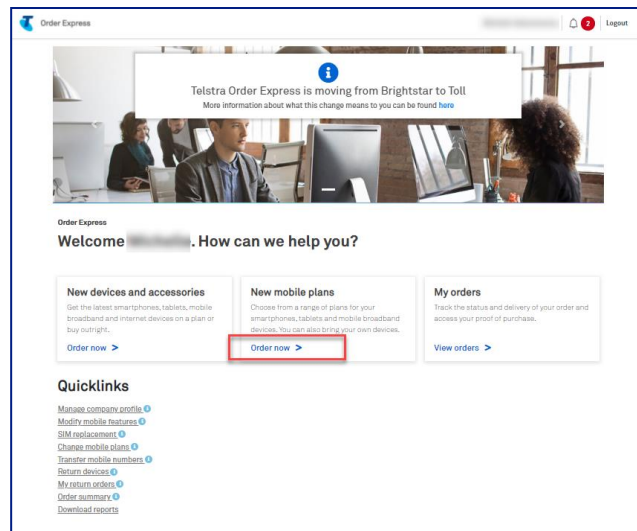 Order Express
2
Logout
Telstra Order Express is moving from Brightstar to Toll
More information about what this change means to you can be
found here
Order Express
Welcome . How can we help you?
New devices and accessories
Get the latest smartphones, tablets, mobile
broadband and internet devices on a plan or
buy outright.
Order now >
New mobile plans
Choose from a range of plans for your
smartphones, tablets and mobile broadband
devices. You can also bring your own devices.
Order now >
My orders
Track the status and delivery of your order and
access your proof of purchase.
View orders >
Quicklinks
Manage company profile
Modify mobile features
SIM replacement
Change mobile plans
Transfer mobile numbers
Return devices
My return orders
Order summary
Download reports